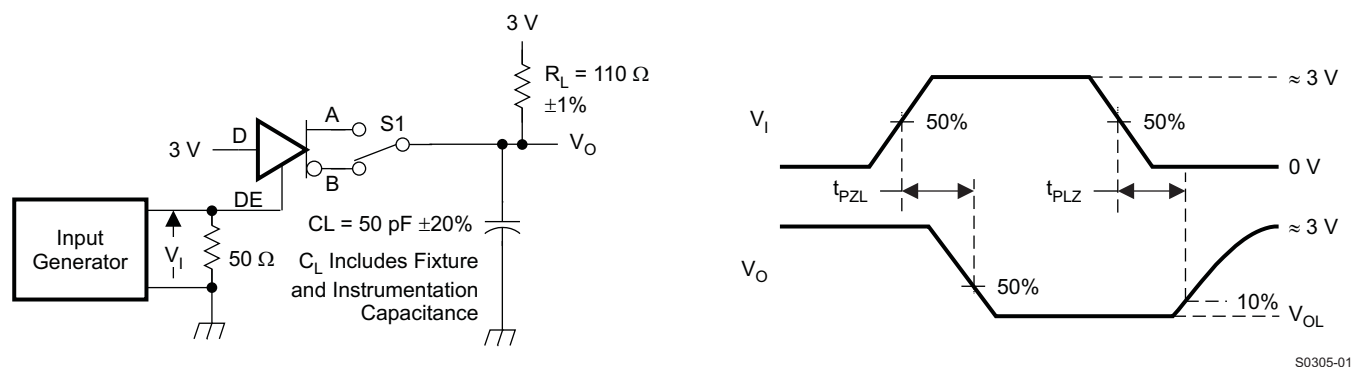 3 V
R_L = 110 Ω
±1%
A
S1
D
3 V
V_O
B
DE
CL = 50 pF ±20%
Input
Generator
V_I
50 Ω
C_L Includes Fixture
and Instrumentation
Capacitance
≈ 3 V
V_I
50%
50%
0 V
t_PZL
t_PLZ
≈ 3 V
V_O
50%
10%
V_OL
S0305-01